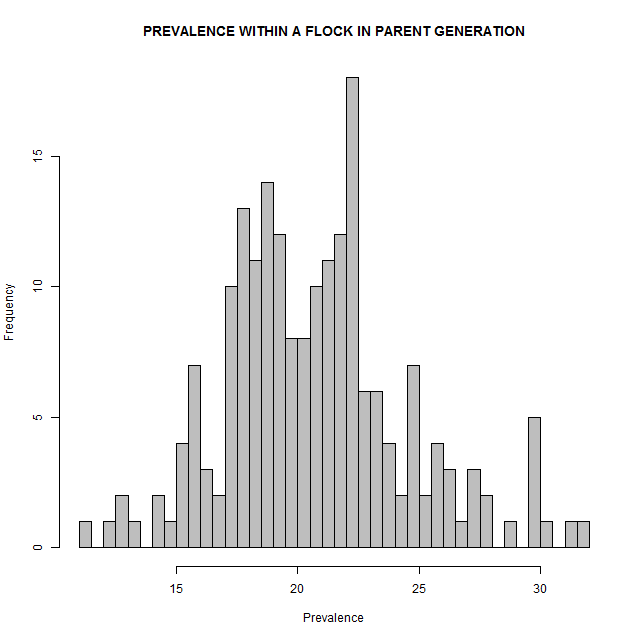 PREVALENCE WITHIN A FLOCK IN PARENT GENERATION
15
10
5
0
Frequency
15 20 25 30
Prevalence